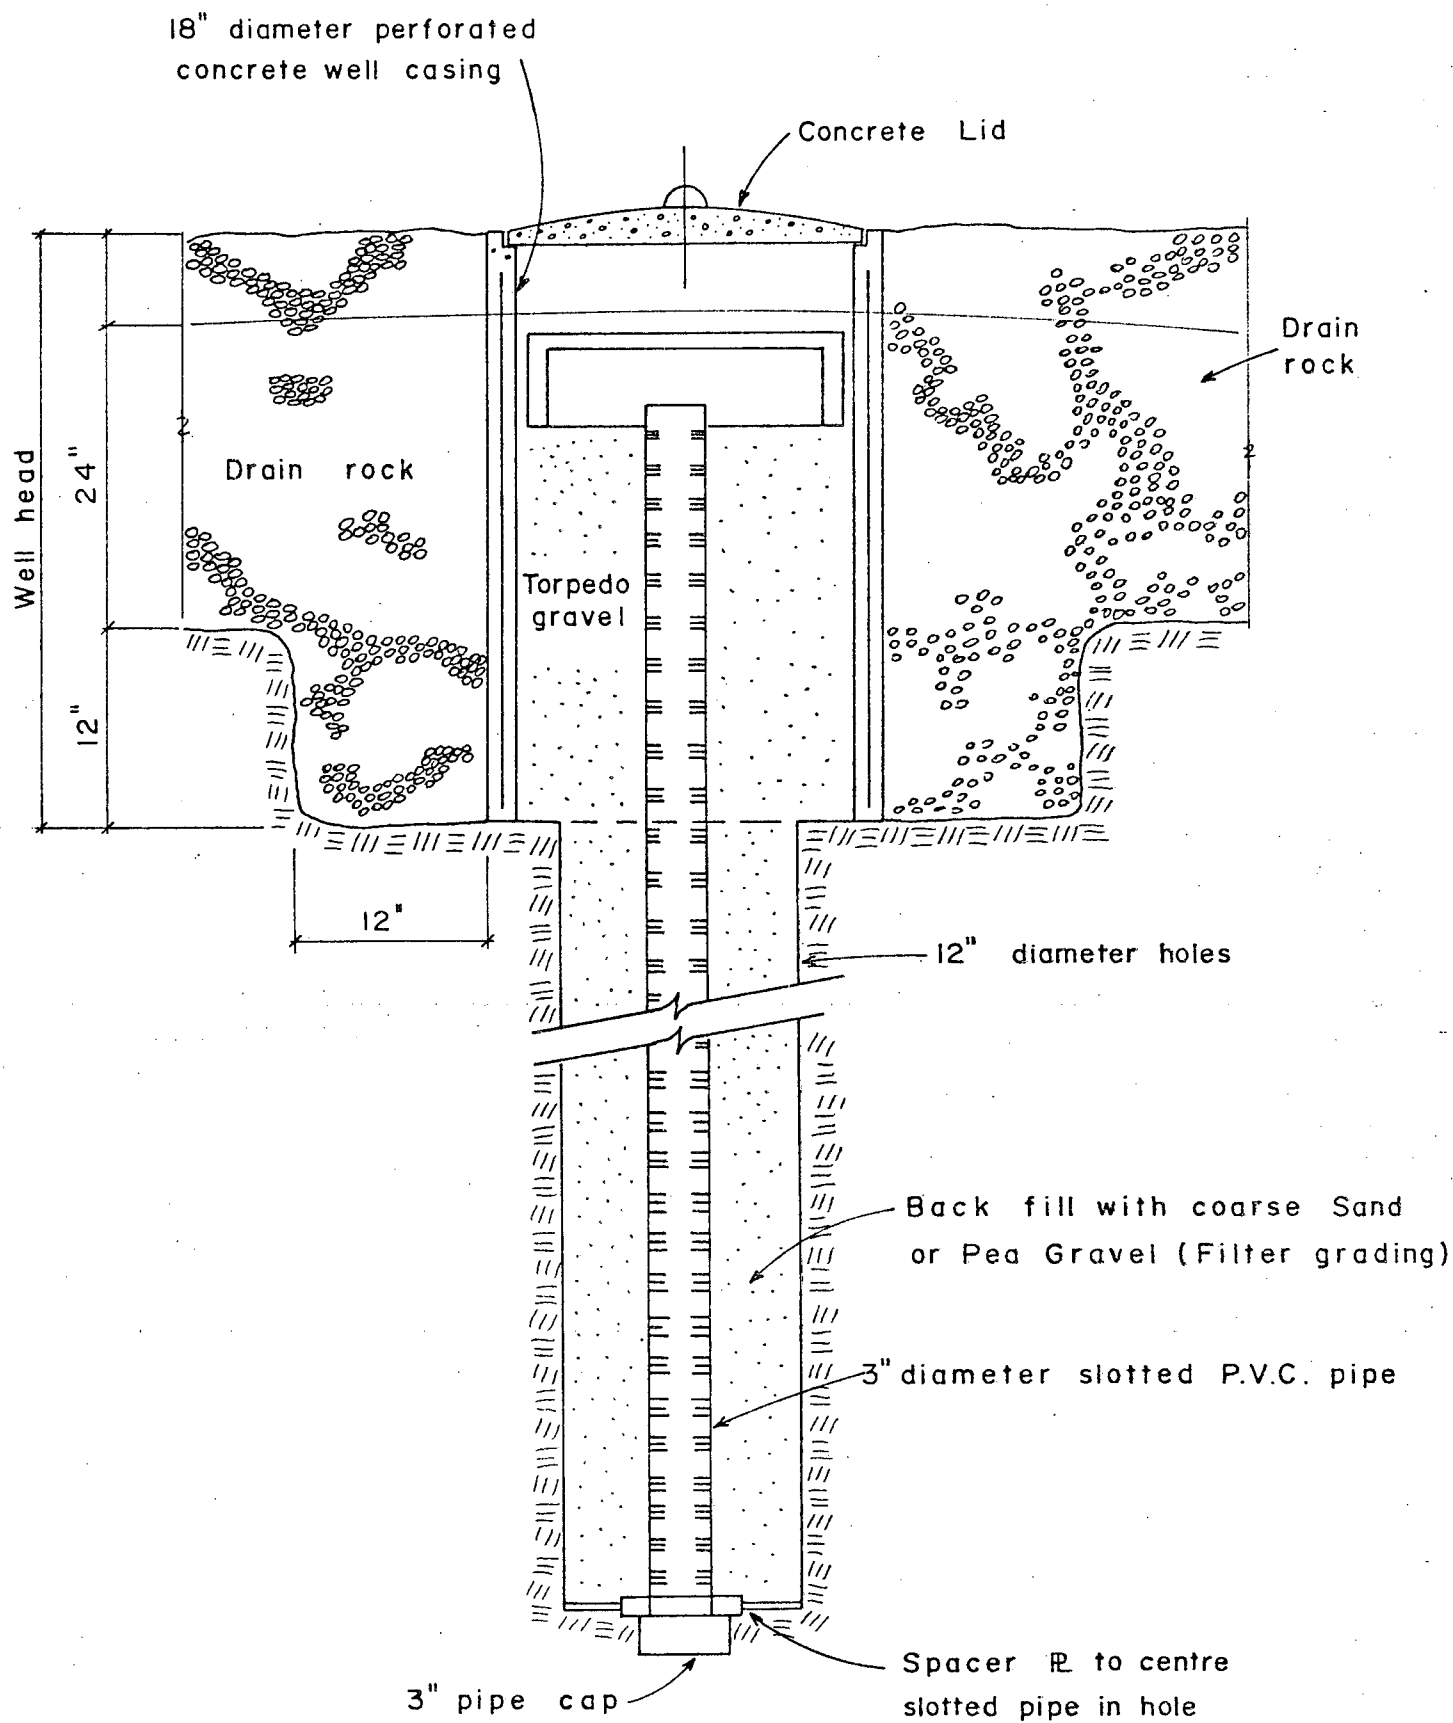 18" diameter perforated
concrete well casing
Concrete Lid
Drain
rock
Well head
24"
Drain rock
Torpedo
gravel
12"
12"
12" diameter holes
Back fill with coarse Sand
or Pea Gravel (Filter grading)
3" diameter slotted P.V.C. pipe
Spacer ⅊ to centre
slotted pipe in hole
3" pipe cap